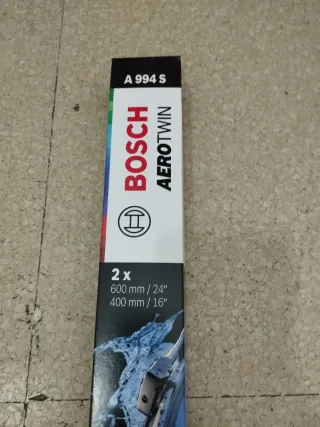 A 994 S
BOSCH
AEROTWIN
2 x
600 mm / 24"
400 mm / 16"